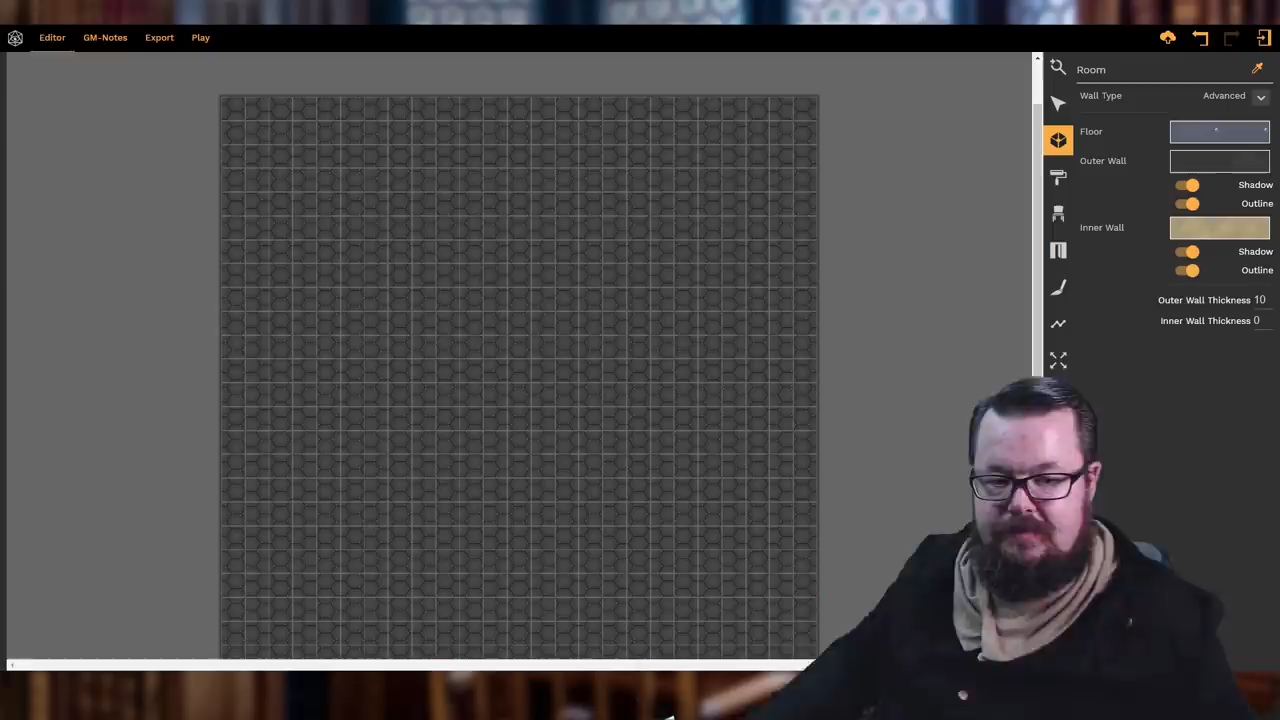 Editor GM-Notes Export Play
Room
Wall Type Advanced
Floor
Outer Wall
Shadow
Outline
Inner Wall
Shadow
Outline
Outer Wall Thickness 10
Inner Wall Thickness 0